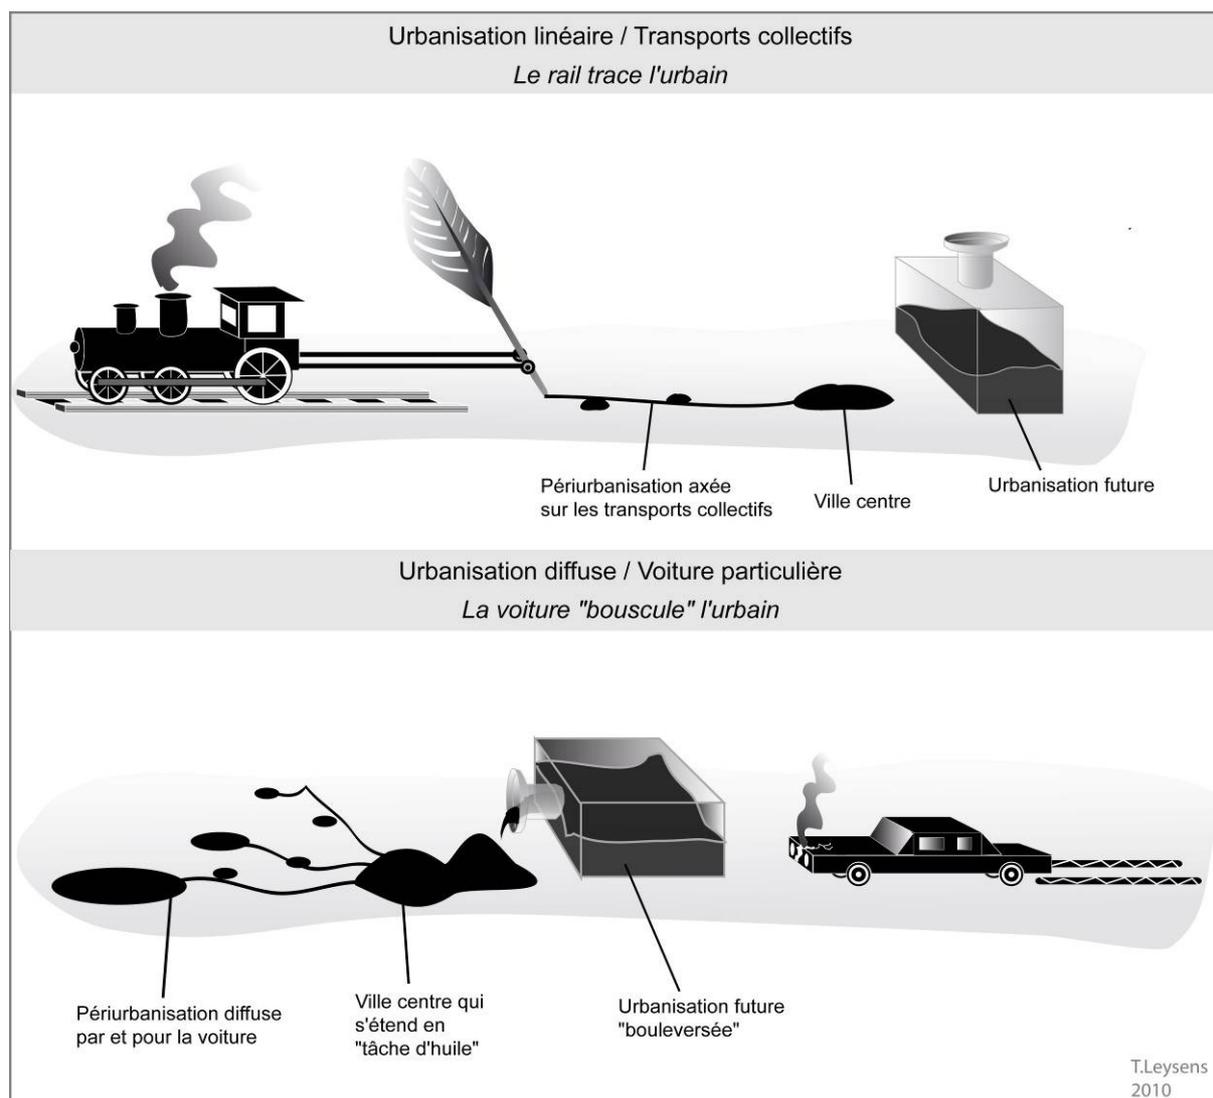 Urbanisation linéaire / Transports collectifs
Le rail trace l'urbain
Périurbanisation axée
sur les transports collectifs
Ville centre
Urbanisation future
Urbanisation diffuse / Voiture particulière
La voiture "bouscule" l'urbain
Périurbanisation diffuse
par et pour la voiture
Ville centre qui
s'étend en
"tâche d'huile"
Urbanisation future
"bouleversée"
T.Leysens
2010